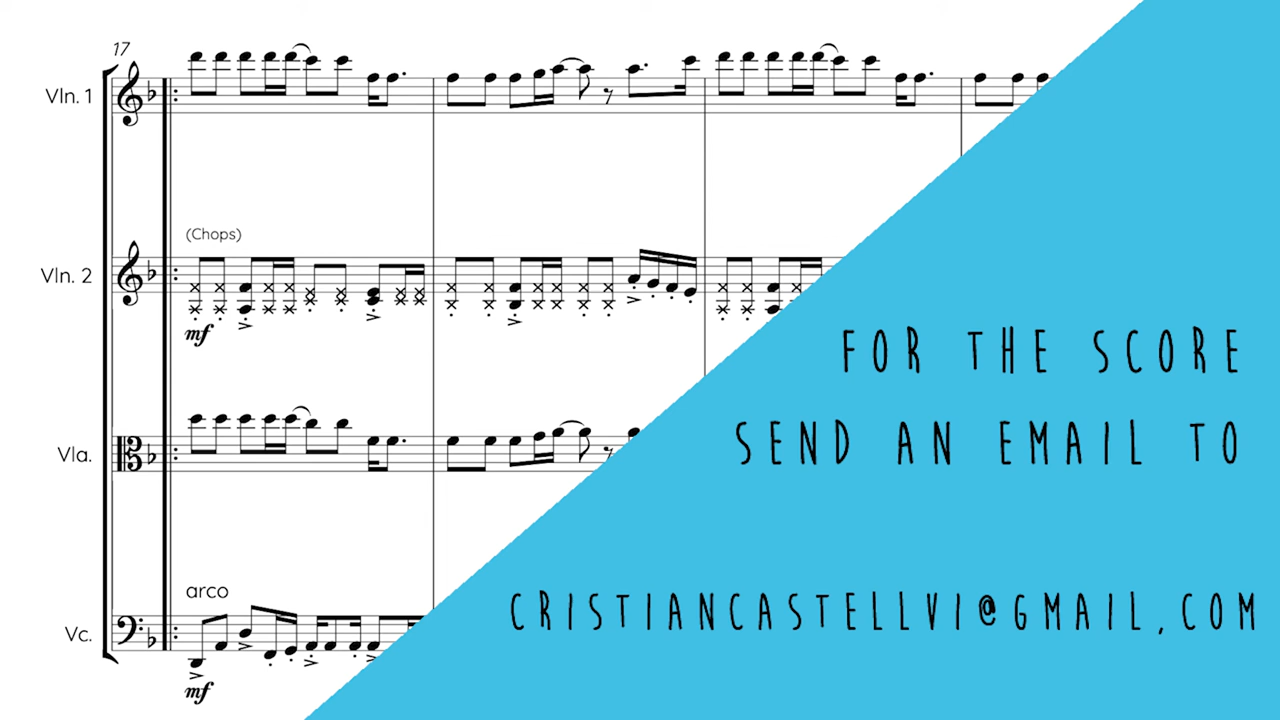 17
Vln. 1
(Chops)
Vln. 2
mf
Vla.
arco
Vc.
mf
FOR THE SCORE
SEND AN EMAIL TO
CRISTIANCASTELLVI@GMAIL.COM